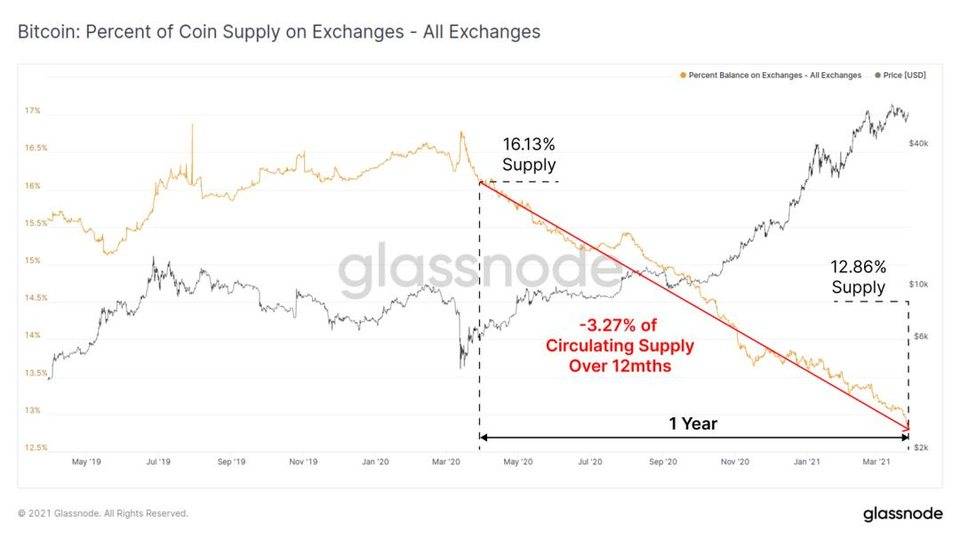 Bitcoin: Percent of Coin Supply on Exchanges - All Exchanges
Percent Balance on Exchanges - All Exchanges
Price [USD]
17%
16.5%
16%
15.5%
15%
14.5%
14%
13.5%
13%
12.5%
$40k
$10k
$6k
$2k
16.13%
Supply
12.86%
Supply
glassnode
-3.27% of
Circulating Supply
Over 12mths
1 Year
May '19
Jul '19
Sep '19
Nov '19
Jan '20
Mar '20
May '20
Jul '20
Sep '20
Nov '20
Jan '21
Mar '21
© 2021 Glassnode. All Rights Reserved.
glassnode